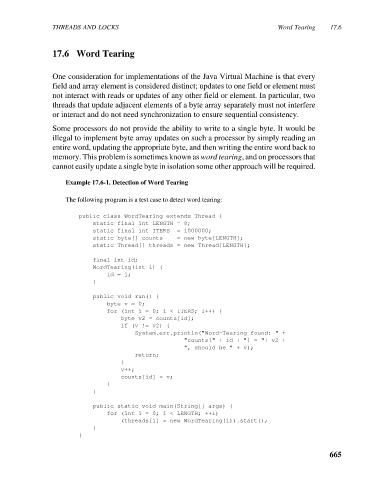 THREADS AND LOCKS Word Tearing 17.6
17.6 Word Tearing
One consideration for implementations of the Java Virtual Machine is that every
field and array element is considered distinct; updates to one field or element must
not interact with reads or updates of any other field or element. In particular, two
threads that update adjacent elements of a byte array separately must not interfere
or interact and do not need synchronization to ensure sequential consistency.
Some processors do not provide the ability to write to a single byte. It would be
illegal to implement byte array updates on such a processor by simply reading an
entire word, updating the appropriate byte, and then writing the entire word back to
memory. This problem is sometimes known as word tearing, and on processors that
cannot easily update a single byte in isolation some other approach will be required.
Example 17.6-1. Detection of Word Tearing
The following program is a test case to detect word tearing:
public class WordTearing extends Thread {
static final int LENGTH = 8;
static final int ITERS = 1000000;
static byte[] counts = new byte[LENGTH];
static Thread[] threads = new Thread[LENGTH];
final int id;
WordTearing(int i) {
id = i;
}
public void run() {
byte v = 0;
for (int i = 0; i < ITERS; i++) {
byte v2 = counts[id];
if (v != v2) {
System.err.println("Word-Tearing found: " +
"counts[" + id + "] = "+ v2 +
", should be " + v);
return;
}
v++;
counts[id] = v;
}
}
public static void main(String[] args) {
for (int i = 0; i < LENGTH; ++i)
(threads[i] = new WordTearing(i)).start();
}
}
665